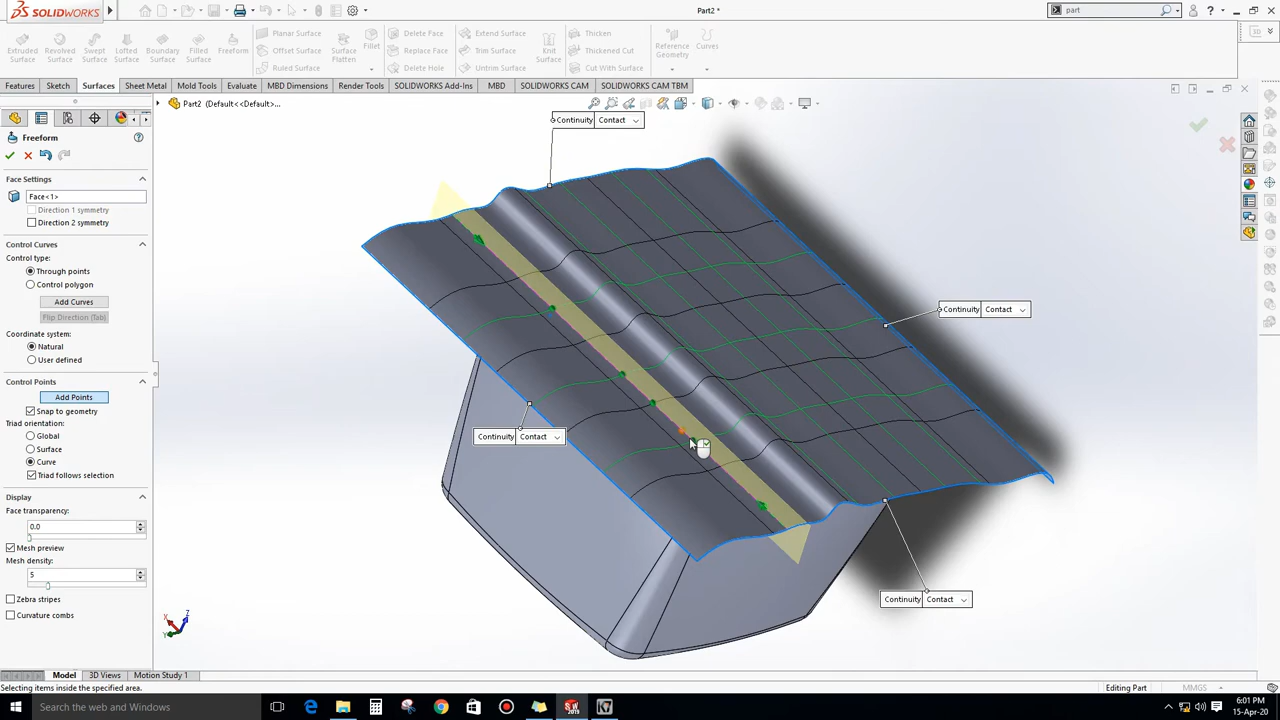 SOLIDWORKS
Part2 *
part
Extruded Surface
Revolved Surface
Swept Surface
Lofted Surface
Boundary Surface
Filled Surface
Freeform
Planar Surface
Offset Surface
Ruled Surface
Surface Flatten
Fillet
Delete Face
Replace Face
Delete Hole
Extend Surface
Trim Surface
Untrim Surface
Knit Surface
Thicken
Thickened Cut
Cut With Surface
Reference Geometry
Curves
Features
Sketch
Surfaces
Sheet Metal
Mold Tools
Evaluate
MBD Dimensions
Render Tools
SOLIDWORKS Add-Ins
MBD
SOLIDWORKS CAM
SOLIDWORKS CAM TBM
Part2 (Default<<Default>...
Freeform
Face Settings
Face<1>
Direction 1 symmetry
Direction 2 symmetry
Control Curves
Control type:
Through points
Control polygon
Add Curves
Flip Direction (Tab)
Coordinate system:
Natural
User defined
Control Points
Add Points
Snap to geometry
Triad orientation:
Global
Surface
Curve
Triad follows selection
Display
Face transparency:
0.0
Mesh preview
Mesh density:
5
Zebra stripes
Curvature combs
Continuity Contact
Continuity Contact
Continuity Contact
Continuity Contact
X
Y
Z
Model
3D Views
Motion Study 1
Selecting items inside the specified area.
Editing Part
MMGS
Search the web and Windows
6:01 PM
15-Apr-20